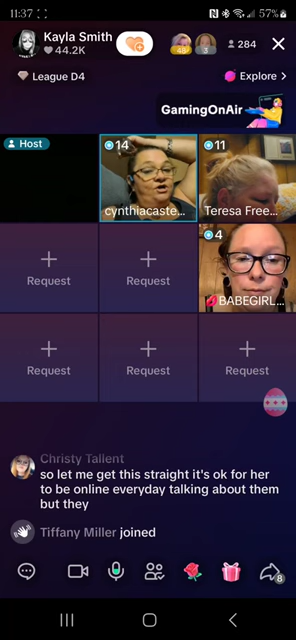 11:37
57%
Kayla Smith
44.2K
48
3
284
League D4
Explore >
GamingOnAir
Host
14
cynthiacaste...
11
Teresa Free...
Request
Request
4
BABEGIRL...
Request
Request
Request
Christy Tallent
so let me get this straight it's ok for her
to be online everyday talking about them
but they
Tiffany Miller joined
8